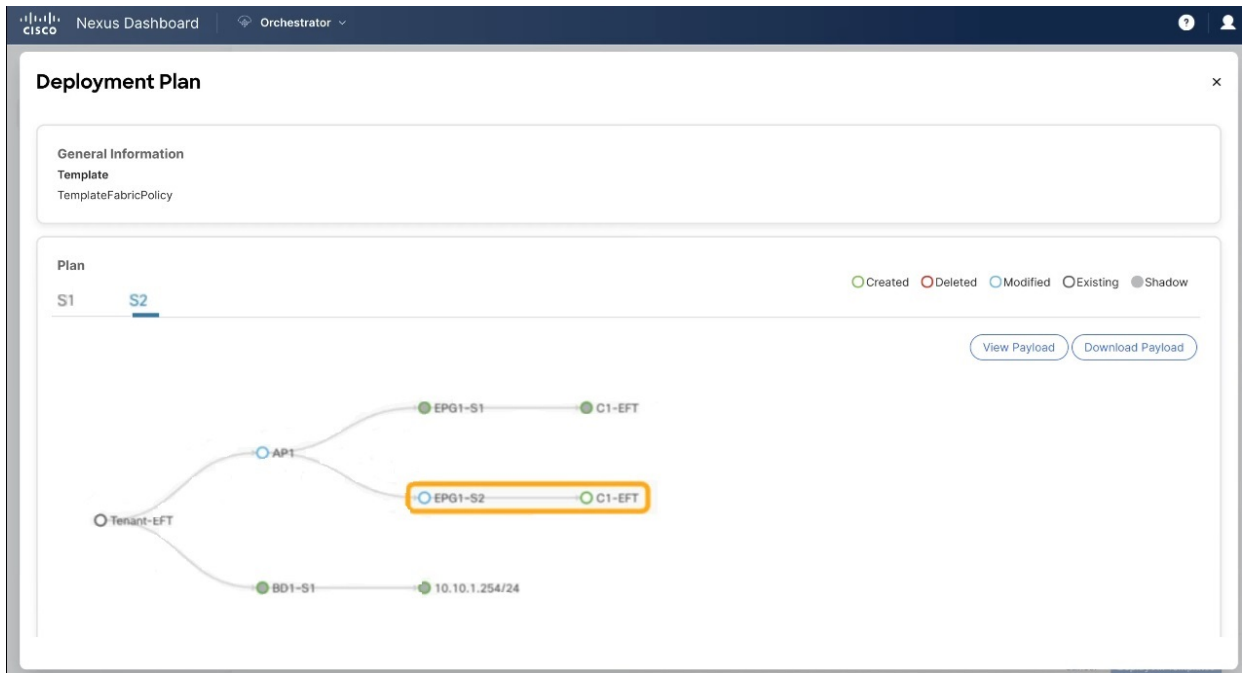 cisco Nexus Dashboard Orchestrator
Deployment Plan
General Information
Template
TemplateFabricPolicy
Plan
Created Deleted Modified Existing Shadow
S1 S2
View Payload Download Payload
EPG1-S1 C1-EFT
AP1
EPG1-S2 C1-EFT
Tenant-EFT
BD1-S1 10.10.1.254/24